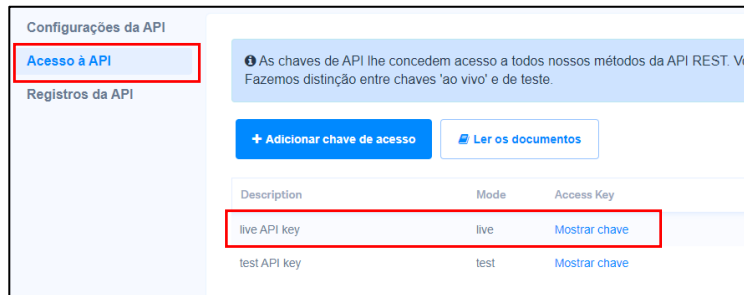 Configurações da API
Acesso à API
Registros da API
As chaves de API lhe concedem acesso a todos nossos métodos da API REST.
Fazemos distinção entre chaves 'ao vivo' e de teste.
+ Adicionar chave de acesso
Ler os documentos
Description Mode Access Key
live API key live Mostrar chave
test API key test Mostrar chave